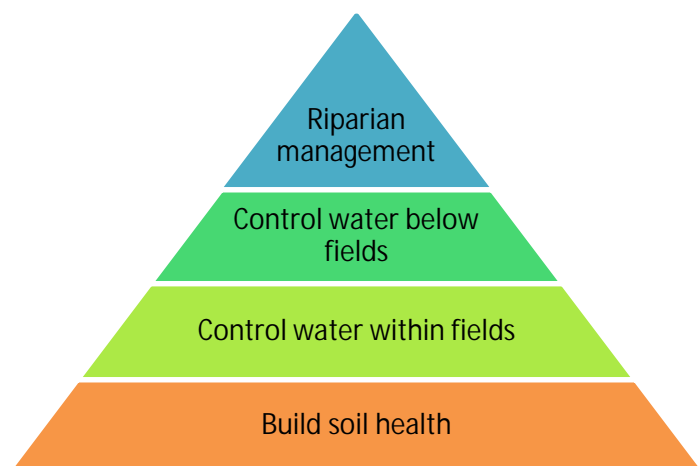 Riparian
management
Control water below
fields
Control water within fields
Build soil health